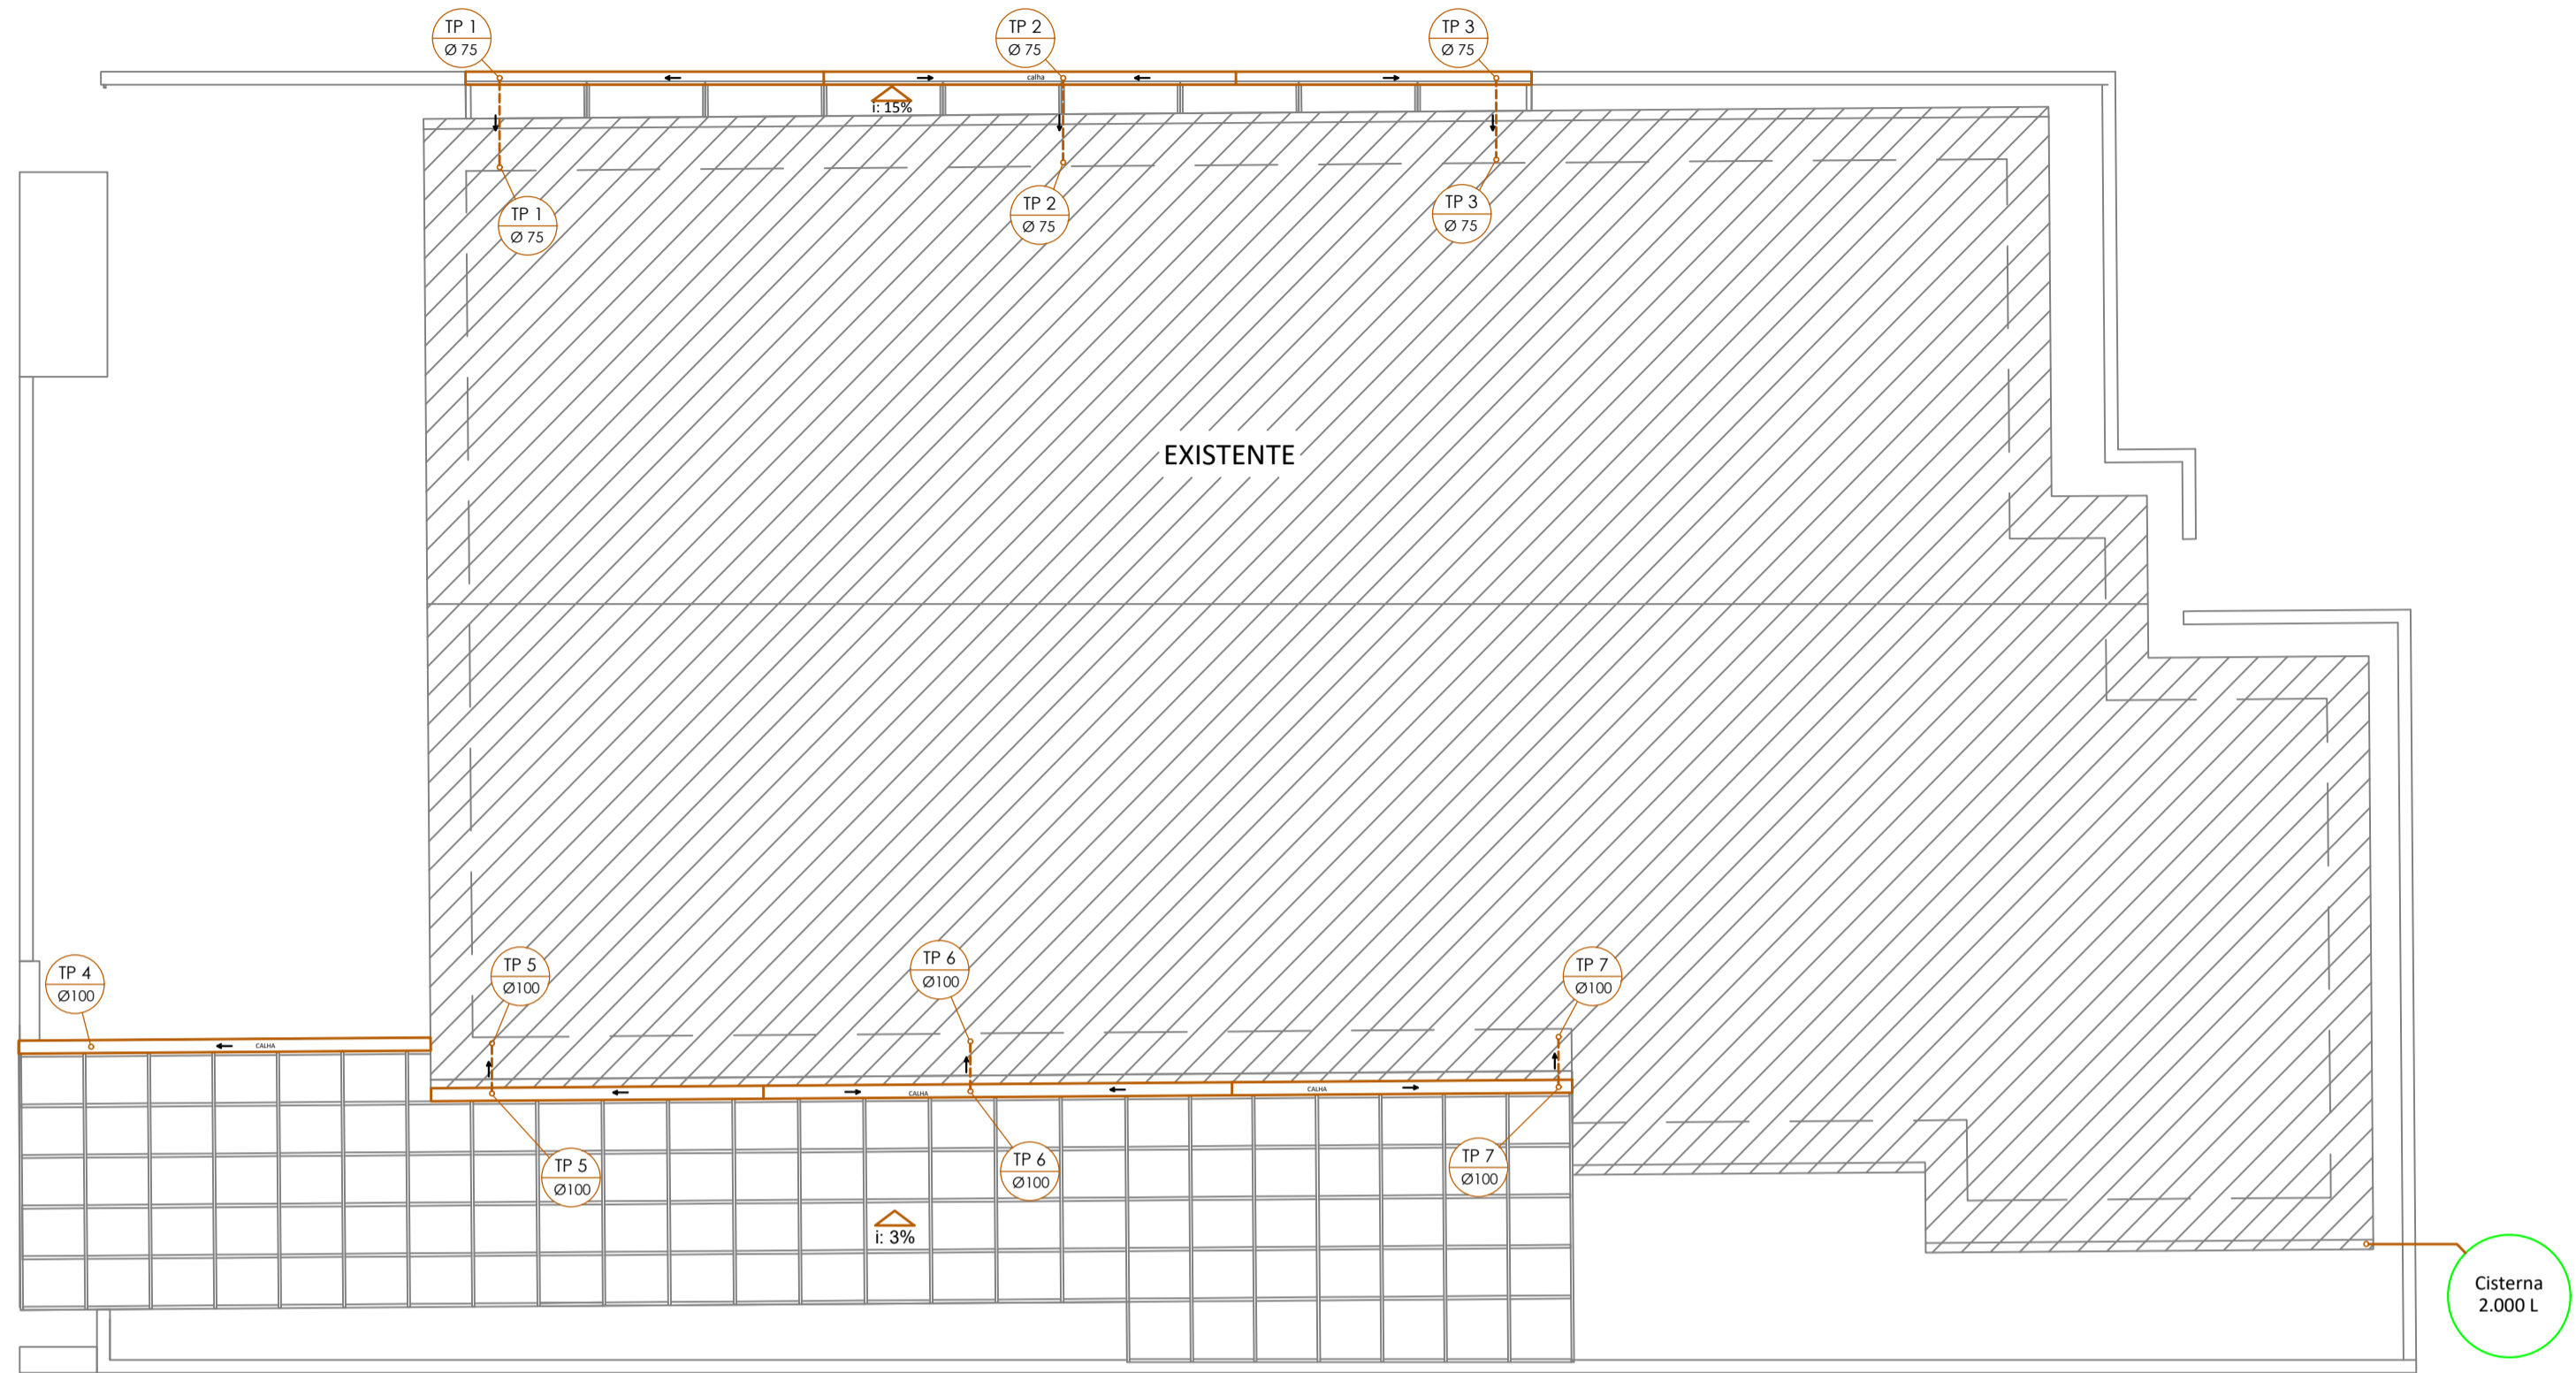 TP 1
Ø 75
TP 2
Ø 75
TP 3
Ø 75
calha
i: 15%
TP 1
Ø 75
TP 2
Ø 75
TP 3
Ø 75
EXISTENTE
TP 4
Ø100
TP 5
Ø100
TP 6
Ø100
TP 7
Ø100
CALHA
CALHA
CALHA
TP 5
Ø100
TP 6
Ø100
TP 7
Ø100
i: 3%
Cisterna
2.000 L